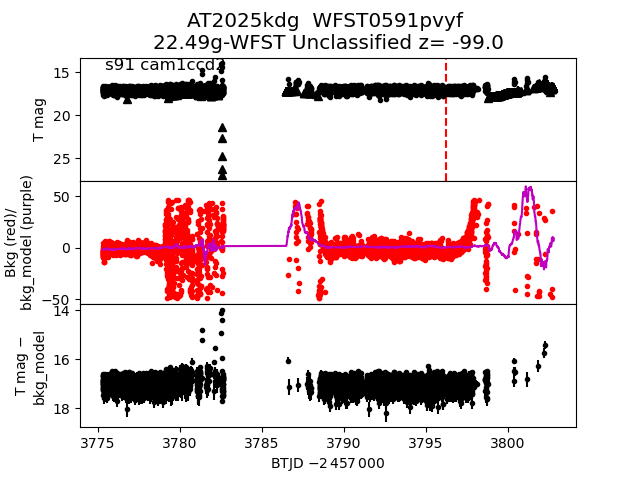 AT2025kdg  WFST0591pvyf
22.49g-WFST Unclassified z= -99.0
s91 cam1ccd2
T mag
15
20
25
Bkg (red)/
bkg_model (purple)
50
0
−50
T mag −
bkg_model
14
16
18
3775 3780 3785 3790 3795 3800
BTJD −2 457 000